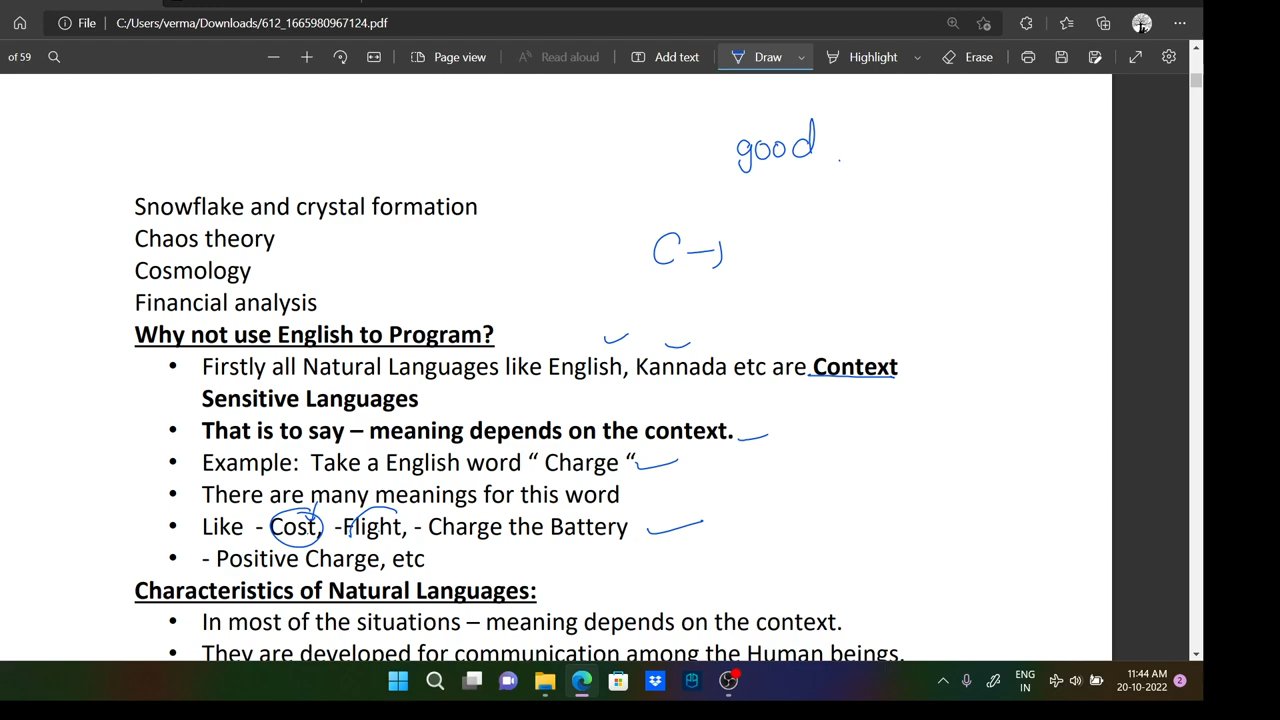 File
C:/Users/verma/Downloads/612_1665980967124.pdf
of 59
Page view
Read aloud
Add text
Draw
Highlight
Erase
good
Snowflake and crystal formation
Chaos theory
C →
Cosmology
Financial analysis
Why not use English to Program?
• Firstly all Natural Languages like English, Kannada etc are Context
Sensitive Languages
• That is to say – meaning depends on the context.
• Example: Take a English word “ Charge “
• There are many meanings for this word
• Like - Cost, -Flight, - Charge the Battery
• - Positive Charge, etc
Characteristics of Natural Languages:
• In most of the situations – meaning depends on the context.
• They are developed for communication among the Human beings.
ENG
IN
11:44 AM
20-10-2022
2